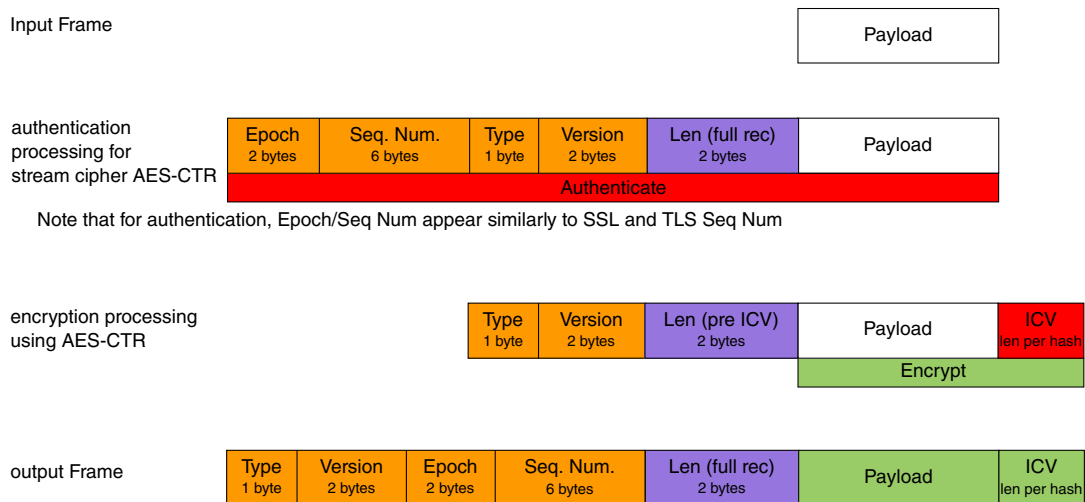 Input Frame
Payload
authentication
processing for
stream cipher AES-CTR
Epoch Seq. Num. Type Version Len (full rec) Payload
2 bytes 6 bytes 1 byte 2 bytes 2 bytes
Authenticate
Note that for authentication, Epoch/Seq Num appear similarly to SSL and TLS Seq Num
encryption processing
using AES-CTR
Type Version Len (pre ICV) Payload ICV
1 byte 2 bytes 2 bytes len per hash
Encrypt
output Frame
Type Version Epoch Seq. Num. Len (full rec) Payload ICV
1 byte 2 bytes 2 bytes 6 bytes 2 bytes len per hash